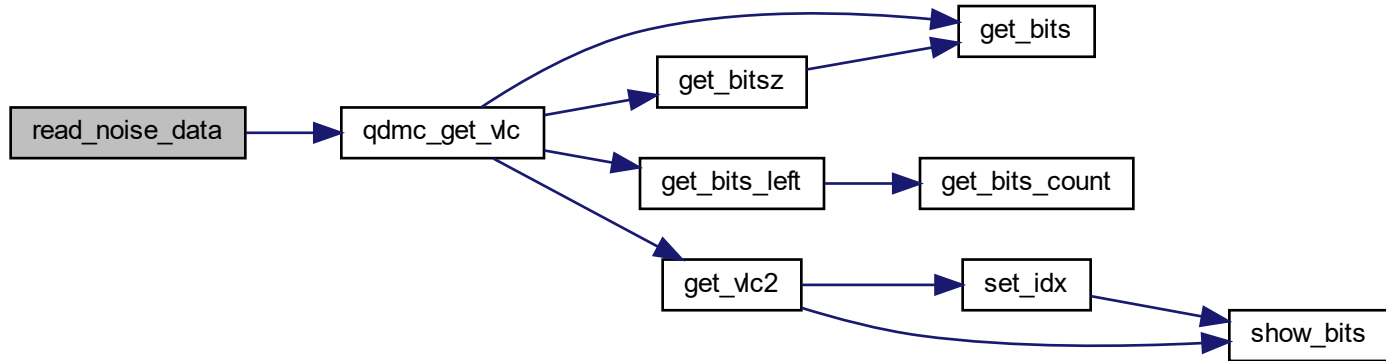 get_bits
get_bitsz
read_noise_data
qdmc_get_vlc
get_bits_left
get_bits_count
get_vlc2
set_idx
show_bits